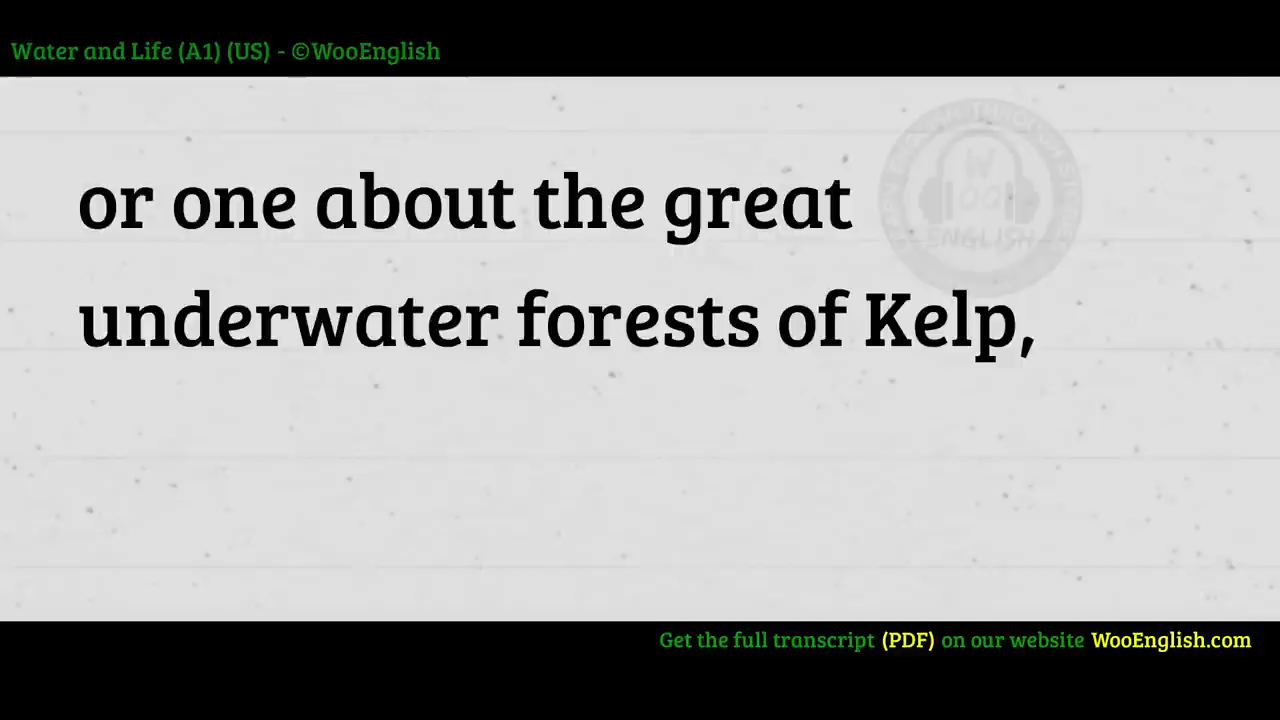 Water and Life (A1) (US) - ©WooEnglish
or one about the great
underwater forests of Kelp,
Get the full transcript (PDF) on our website WooEnglish.com